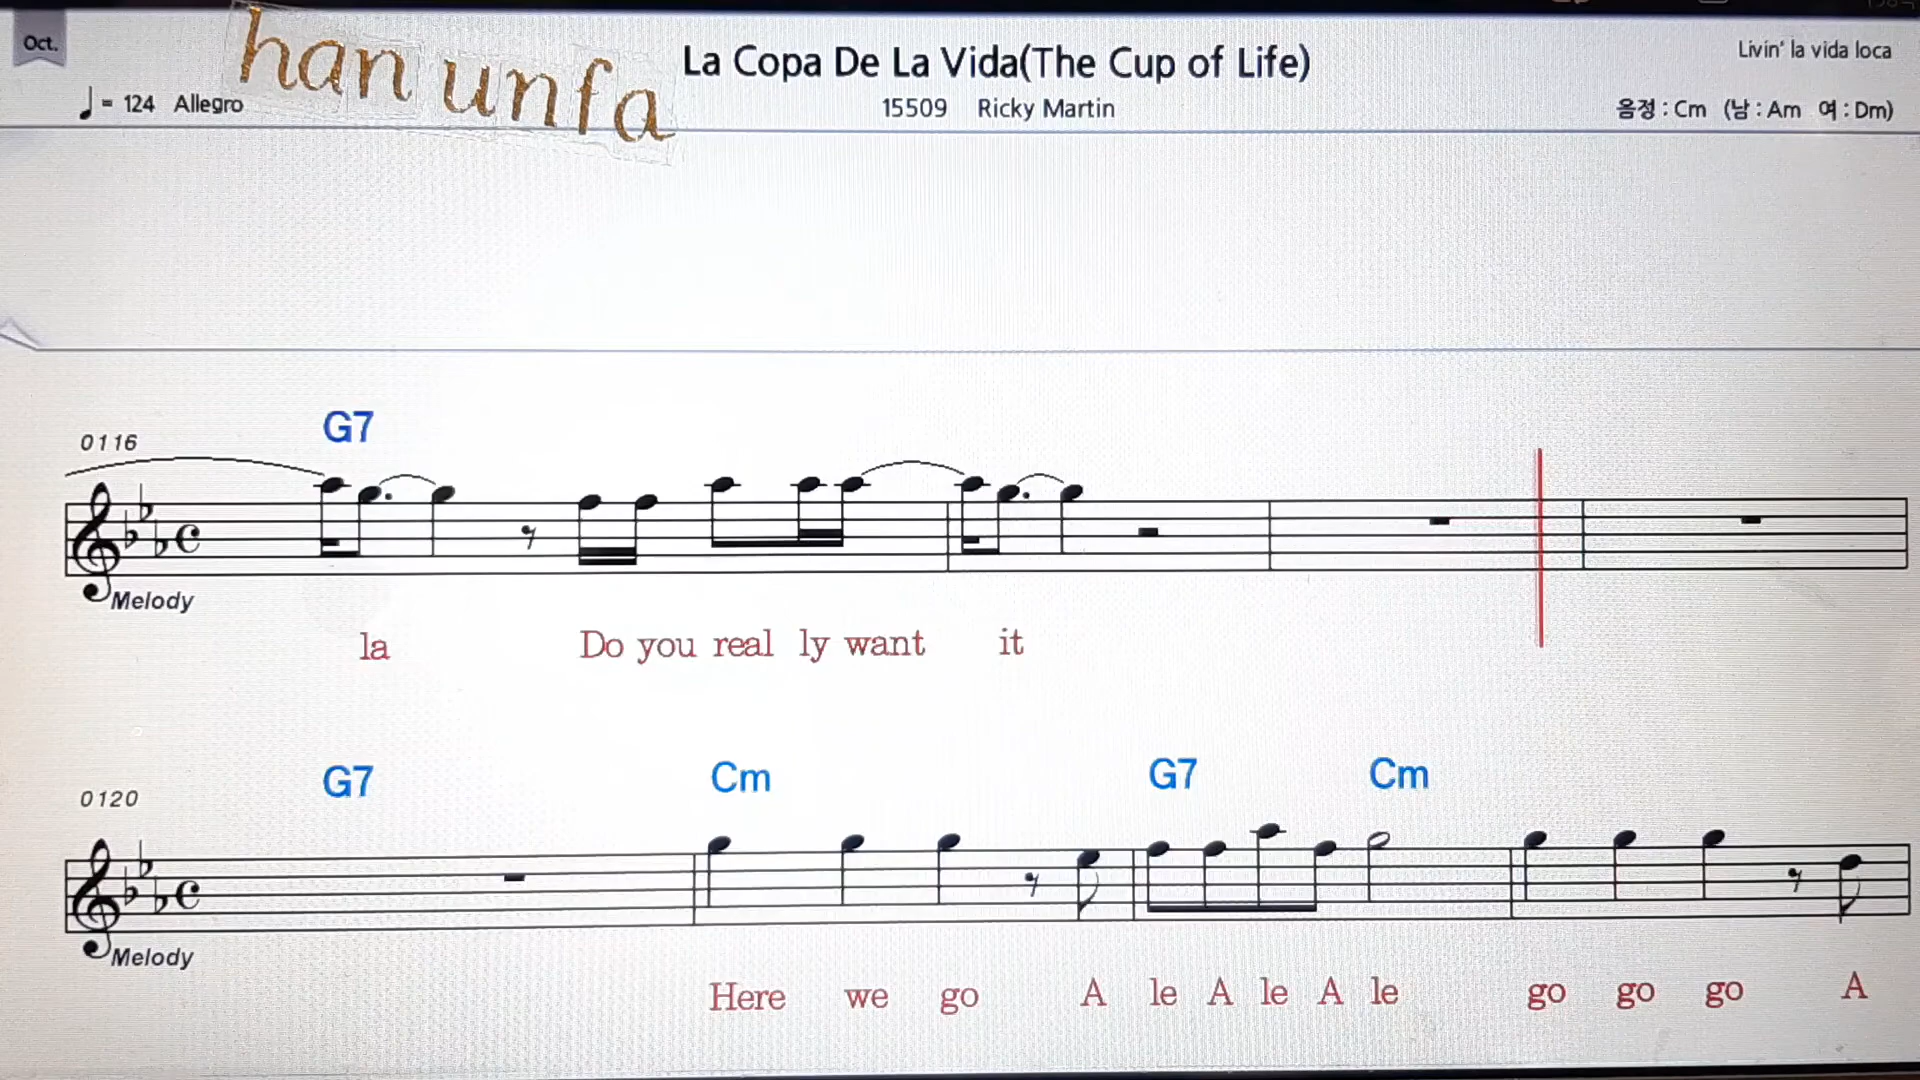 Oct.
han unfa
La Copa De La Vida(The Cup of Life)
Livin' la vida loca
♩= 124 Allegro
15509 Ricky Martin
음정 : Cm (남 : Am 여 : Dm)
0116
G7
Melody
la Do you real ly want it
0120
G7 Cm G7 Cm
Melody
Here we go A le A le A le go go go A